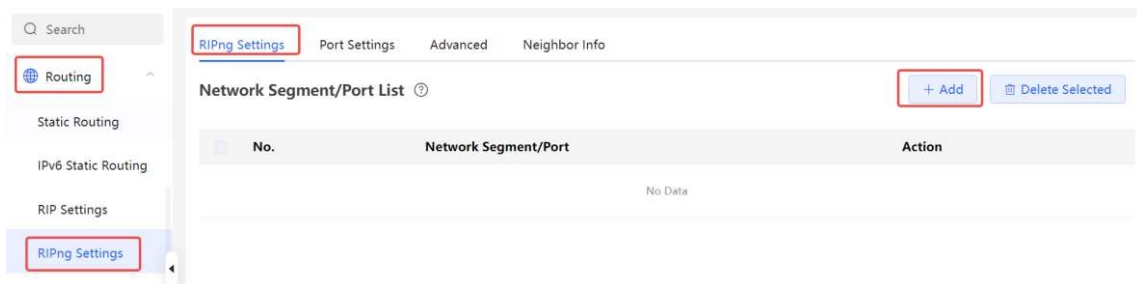 Search
Routing
Static Routing
IPv6 Static Routing
RIP Settings
RIPng Settings
RIPng Settings Port Settings Advanced Neighbor Info
Network Segment/Port List ?
+ Add Delete Selected
No. Network Segment/Port Action
No Data